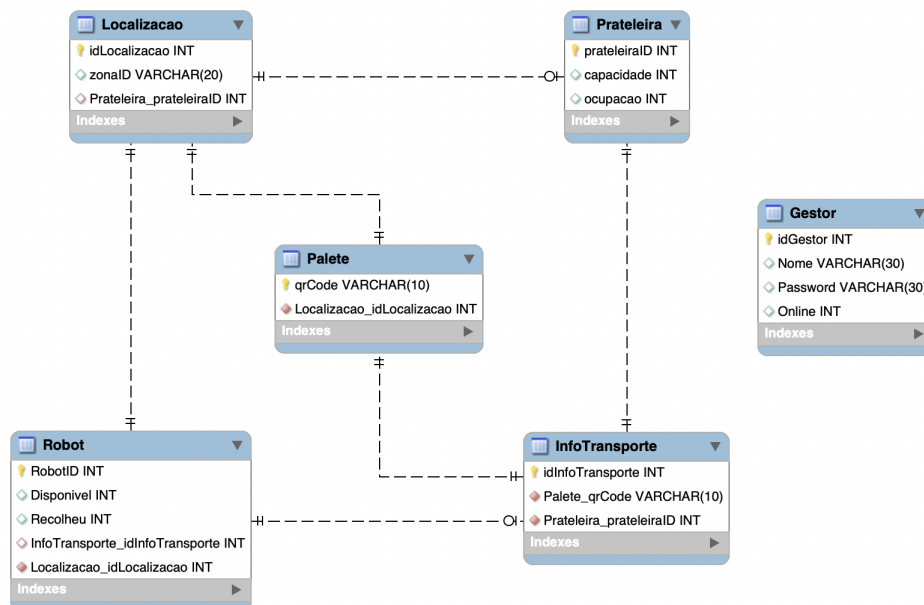 Localizacao
idLocalizacao INT
zonaID VARCHAR(20)
Prateleira_prateleiraID INT
Indexes
Prateleira
prateleiraID INT
capacidade INT
ocupacao INT
Indexes
Gestor
idGestor INT
Nome VARCHAR(30)
Password VARCHAR(30)
Online INT
Indexes
Palete
qrCode VARCHAR(10)
Localizacao_idLocalizacao INT
Indexes
Robot
RobotID INT
Disponivel INT
Recolheu INT
InfoTransporte_idInfoTransporte INT
Localizacao_idLocalizacao INT
Indexes
InfoTransporte
idInfoTransporte INT
Palete_qrCode VARCHAR(10)
Prateleira_prateleiraID INT
Indexes